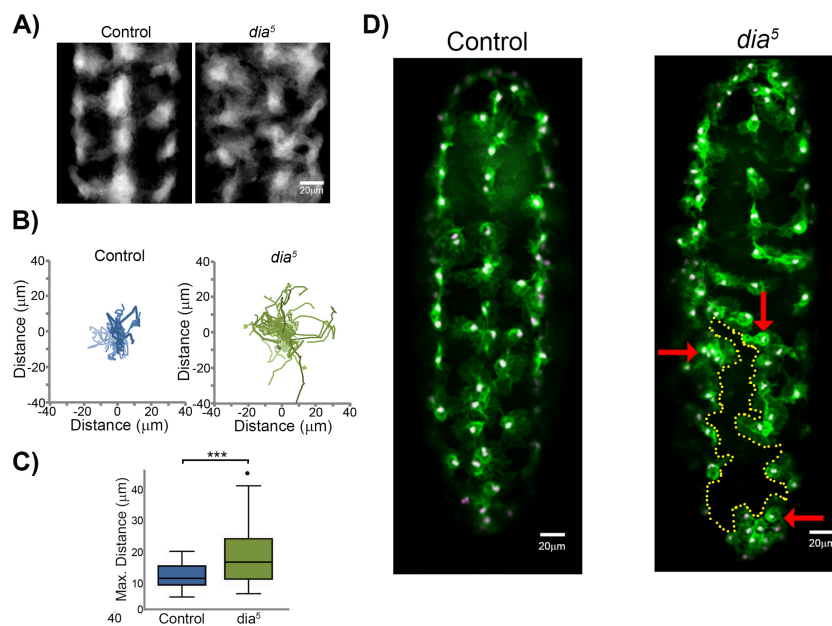 A)
Control
dia⁵
20µm
B)
Control
dia⁵
Distance (µm)
40
20
0
-20
-40
-40 -20 0 20 40
Distance (µm)
Distance (µm)
40
20
0
-20
-40
-40 -20 0 20 40
Distance (µm)
C)
***
Max. Distance (µm)
40
30
20
10
0
40
Control
dia⁵
D)
Control
dia⁵
20µm
20µm